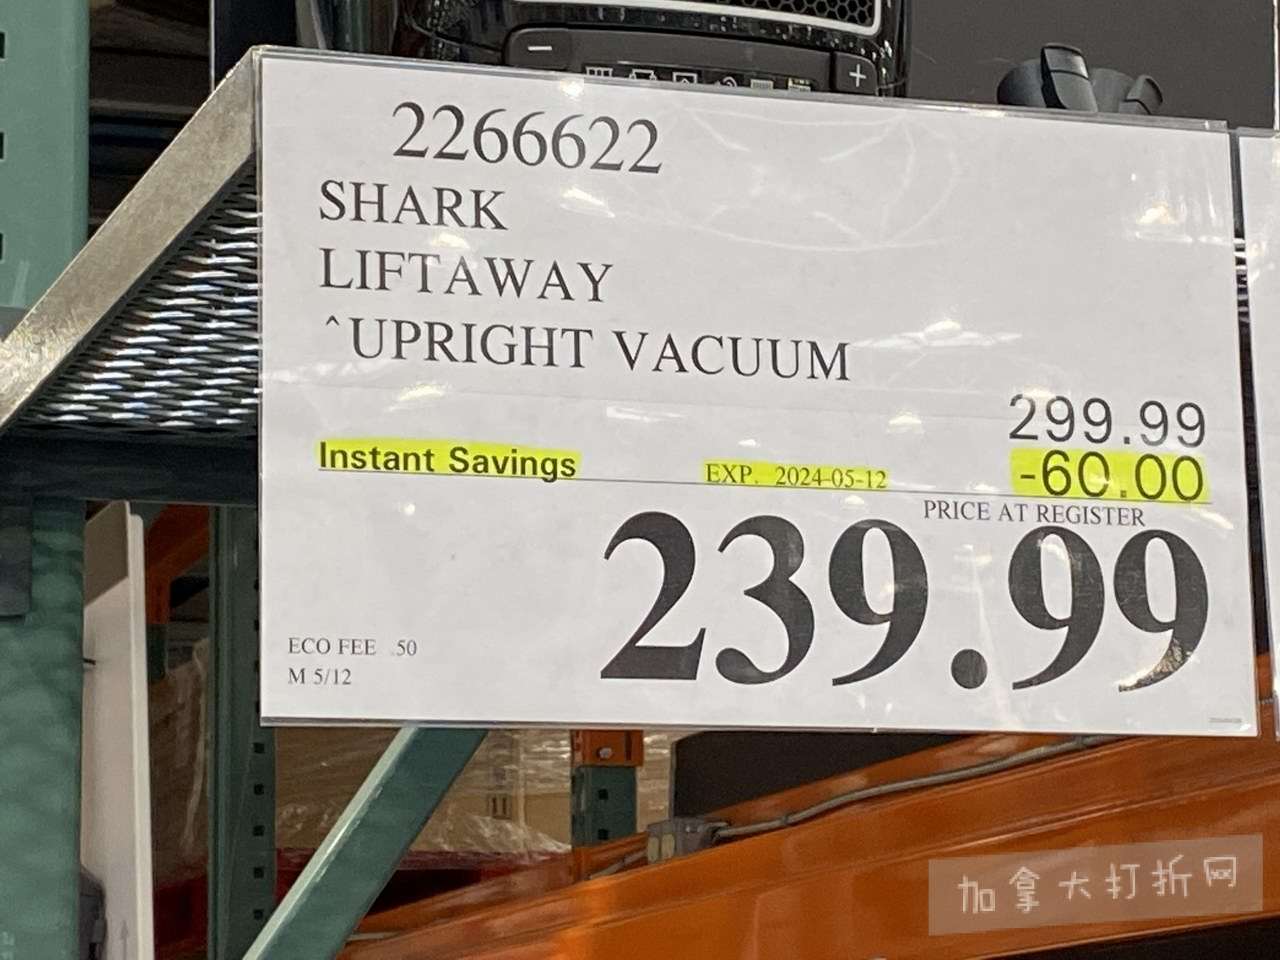 2266622
SHARK
LIFTAWAY
^UPRIGHT VACUUM
299.99
Instant Savings EXP. 2024-05-12 -60.00
PRICE AT REGISTER
239.99
ECO FEE .50
M 5/12
加拿大打折网